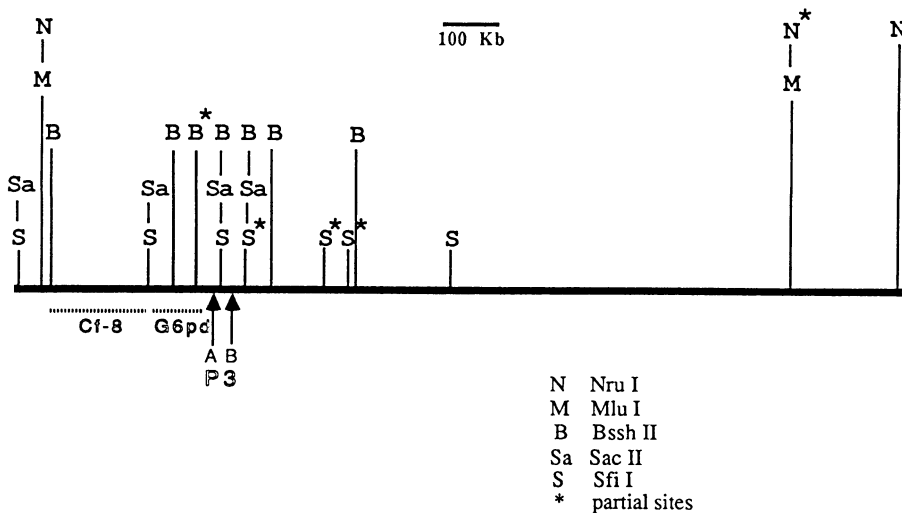 N
N*
N
100 Kb
M
M
B
B
B*
B
B
B
B
Sa
Sa
Sa
Sa
S
S
S
S*
S*
S*
S
Cf-8
G6pd
A B
P3
N Nru I
M Mlu I
B Bssh II
Sa Sac II
S Sfi I
* partial sites